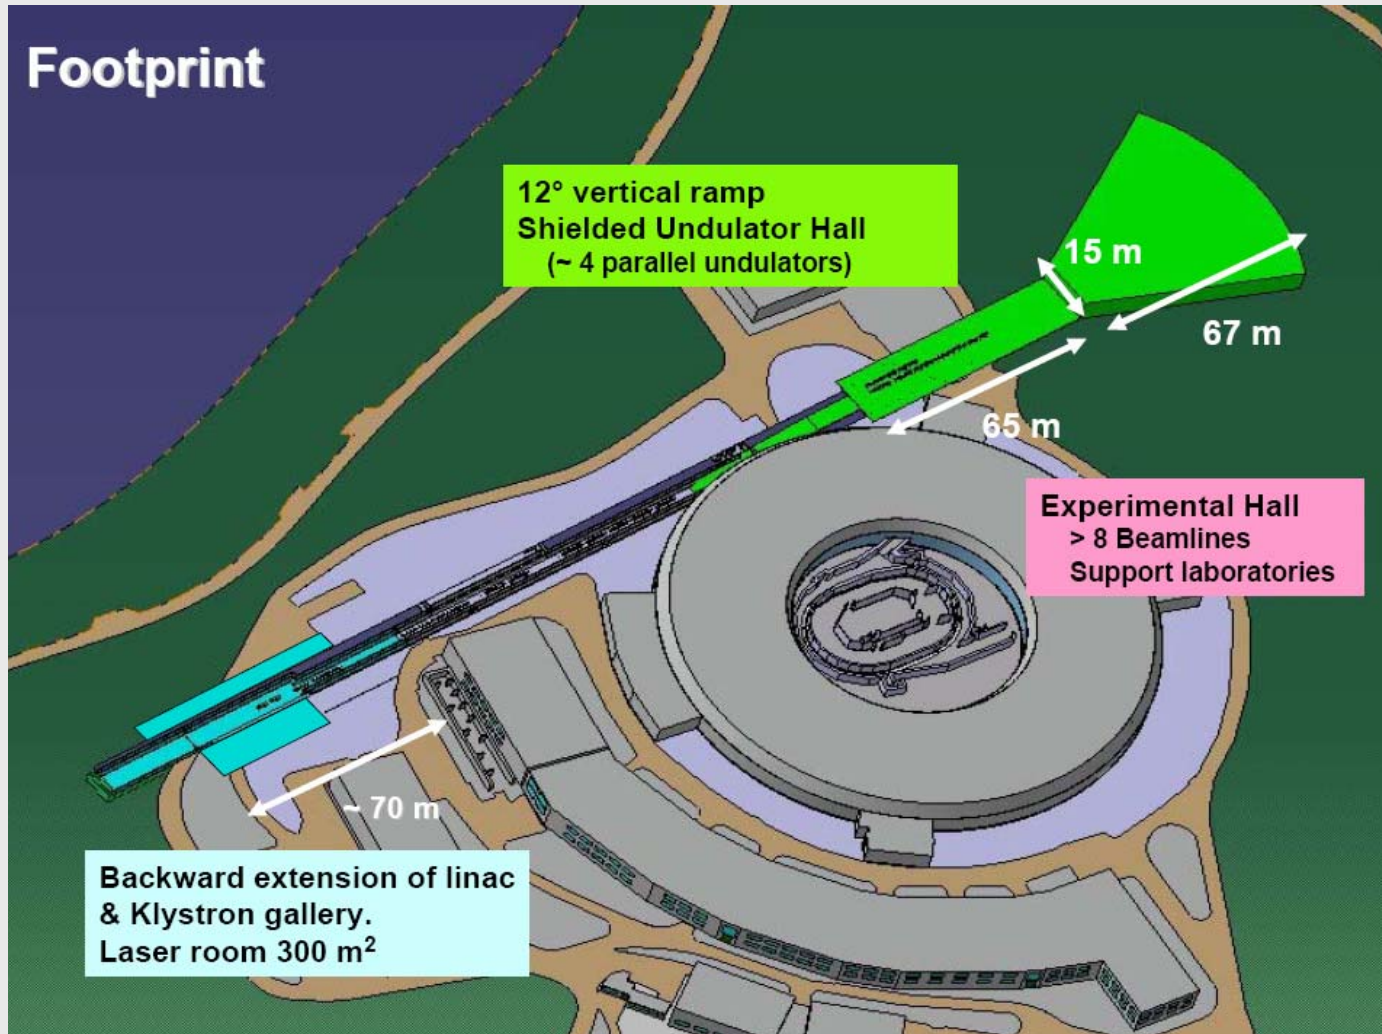 Footprint
12° vertical ramp
Shielded Undulator Hall
(~ 4 parallel undulators)
15 m
67 m
65 m
Experimental Hall
> 8 Beamlines
Support laboratories
~ 70 m
Backward extension of linac
& Klystron gallery.
Laser room 300 m²